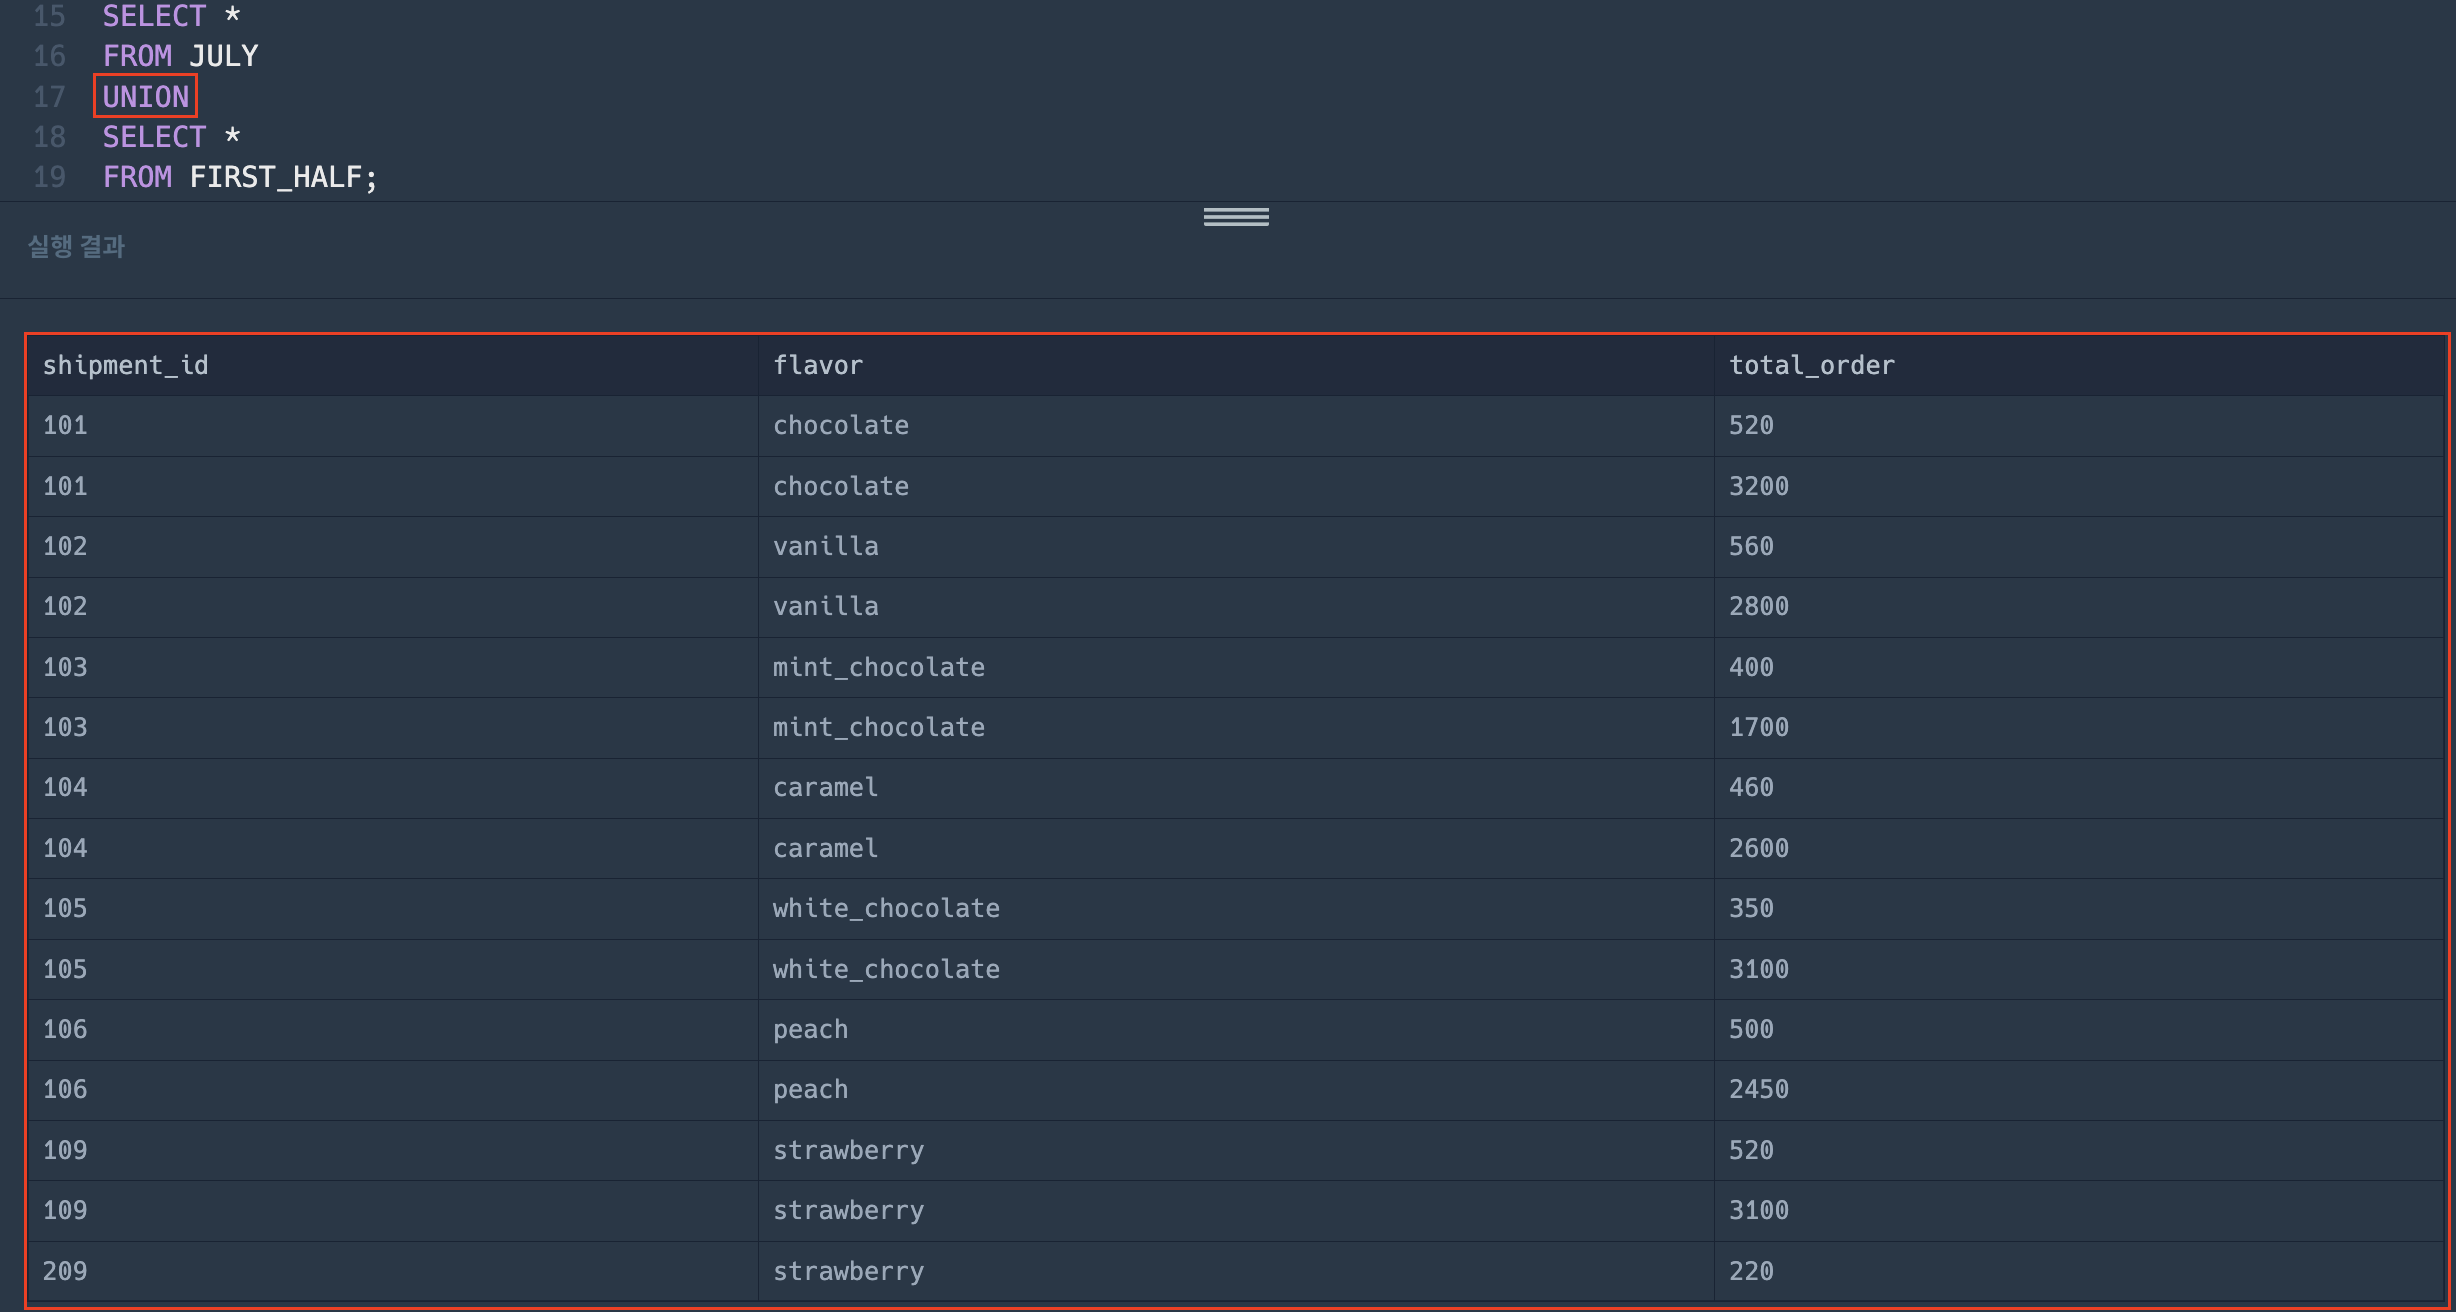 15 SELECT *
16 FROM JULY
17 UNION
18 SELECT *
19 FROM FIRST_HALF;
실행 결과
shipment_id flavor total_order
101 chocolate 520
101 chocolate 3200
102 vanilla 560
102 vanilla 2800
103 mint_chocolate 400
103 mint_chocolate 1700
104 caramel 460
104 caramel 2600
105 white_chocolate 350
105 white_chocolate 3100
106 peach 500
106 peach 2450
109 strawberry 520
109 strawberry 3100
209 strawberry 220